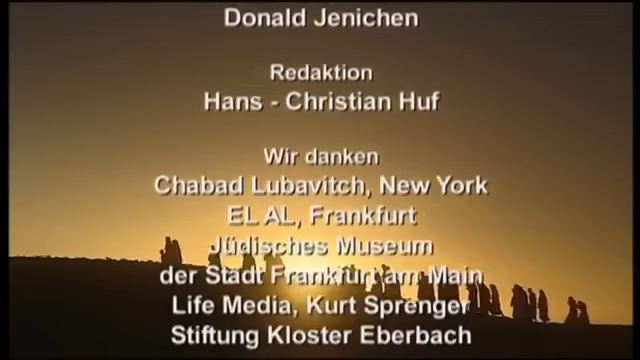 Donald Jenichen
Redaktion
Hans - Christian Huf
Wir danken
Chabad Lubavitch, New York
EL AL, Frankfurt
Jüdisches Museum
der Stadt Frankfurt am Main
Life Media, Kurt Sprenger
Stiftung Kloster Eberbach